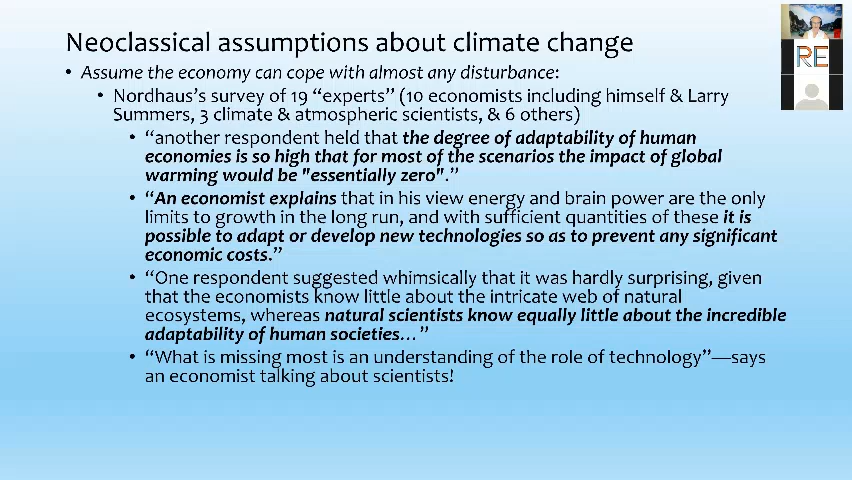 Neoclassical assumptions about climate change
• Assume the economy can cope with almost any disturbance:
• Nordhaus's survey of 19 “experts” (10 economists including himself & Larry
Summers, 3 climate & atmospheric scientists, & 6 others)
• “another respondent held that the degree of adaptability of human
economies is so high that for most of the scenarios the impact of global
warming would be "essentially zero".”
• “An economist explains that in his view energy and brain power are the only
limits to growth in the long run, and with sufficient quantities of these it is
possible to adapt or develop new technologies so as to prevent any significant
economic costs.”
• “One respondent suggested whimsically that it was hardly surprising, given
that the economists know little about the intricate web of natural
ecosystems, whereas natural scientists know equally little about the incredible
adaptability of human societies…”
• “What is missing most is an understanding of the role of technology”—says
an economist talking about scientists!
RE